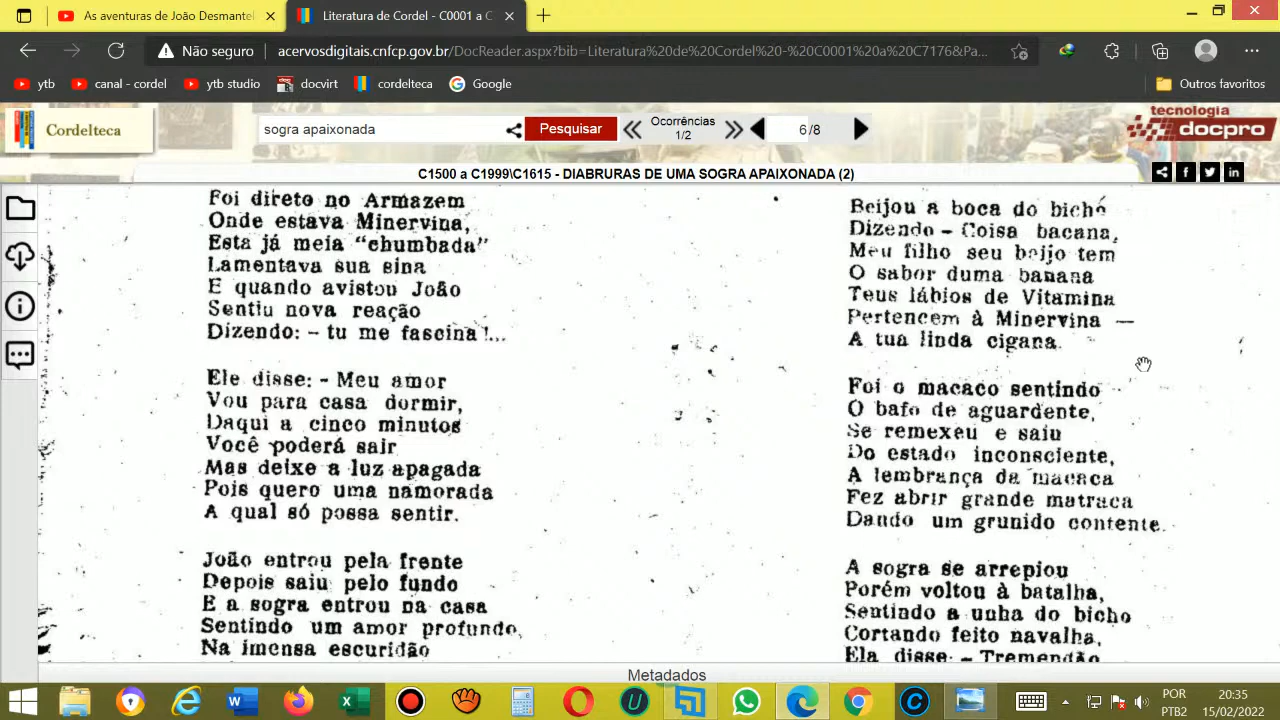 As aventuras de João Desmantel
Literatura de Cordel - C0001 a C
Não seguro
acervosdigitais.cnfcp.gov.br/DocReader.aspx?bib=Literatura%20de%20Cordel%20-%20C0001%20a%20C7176&Pa...
ytb
canal - cordel
ytb studio
docvirt
cordelteca
Google
Outros favoritos
Cordelteca
sogra apaixonada
Pesquisar
Ocorrências
1/2
6/8
tecnologia
docpro
C1500 a C1999\C1615 - DIABRURAS DE UMA SOGRA APAIXONADA (2)
Foi direto no Armazem
Onde estava Minervina,
Esta já meia "chumbada"
Lamentava sua sina
E quando avistou João
Sentiu nova reação
Dizendo: - tu me fascina!...
Ele disse: - Meu amor
Vou para casa dormir,
Daqui a cinco minutos
Você poderá sair
Mas deixe a luz apagada
Pois quero uma namorada
A qual só possa sentir.
João entrou pela frente
Depois saiu pelo fundo
E a sogra entrou na casa
Sentindo um amor profundo,
Na imensa escuridão
Beijou a boca do bicho
Dizendo - Coisa bacana,
Meu filho seu beijo tem
O sabor duma banana
Teus lábios de Vitamina
Pertencem à Minervina —
A tua linda cigana.
Foi o macaco sentindo
O bafo de aguardente,
Se remexeu e saiu
Do estado inconsciente,
A lembrança da macaca
Fez abrir grande matraca
Dando um grunido contente.
A sogra se arrepiou
Porém voltou à batalha,
Sentindo a unha do bicho
Cortando feito navalha,
Ela disse: - Tremendão
Metadados
POR
PTB2
20:35
15/02/2022